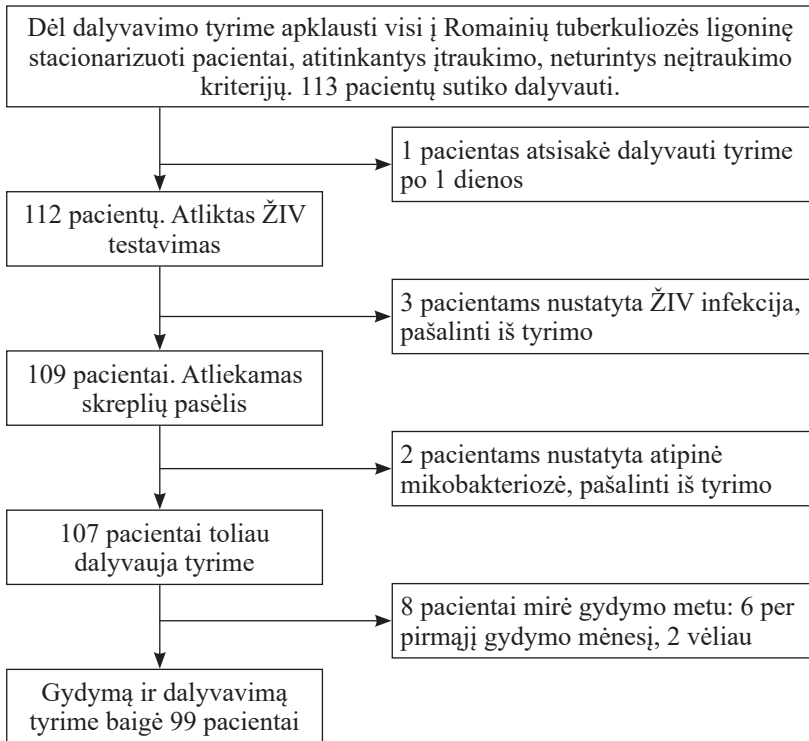 Dėl dalyvavimo tyrime apklausti visi į Romainių tuberkuliozės ligoninę
stacionarizuoti pacientai, atitinkantys įtraukimo, neturintys neįtraukimo
kriterijų. 113 pacientų sutiko dalyvauti.
1 pacientas atsisakė dalyvauti tyrime
po 1 dienos
112 pacientų. Atliktas ŽIV
testavimas
3 pacientams nustatyta ŽIV infekcija,
pašalinti iš tyrimo
109 pacientai. Atliekamas
skreplių pasėlis
2 pacientams nustatyta atipinė
mikobakteriozė, pašalinti iš tyrimo
107 pacientai toliau
dalyvauja tyrime
8 pacientai mirė gydymo metu: 6 per
pirmąjį gydymo mėnesį, 2 vėliau
Gydymą ir dalyvavimą
tyrime baigė 99 pacientai